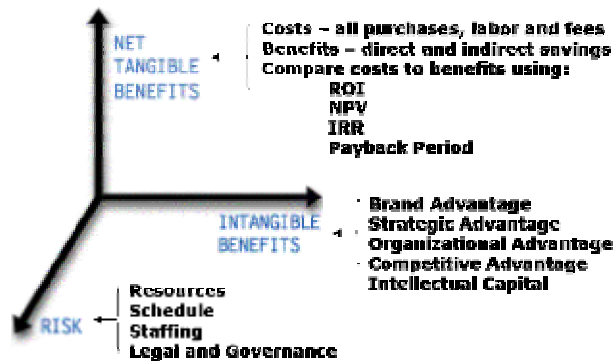 NET
TANGIBLE
BENEFITS
Costs – all purchases, labor and fees
Benefits – direct and indirect savings
Compare costs to benefits using:
ROI
NPV
IRR
Payback Period
INTANGIBLE
BENEFITS
Brand Advantage
Strategic Advantage
Organizational Advantage
Competitive Advantage
Intellectual Capital
RISK
Resources
Schedule
Staffing
Legal and Governance